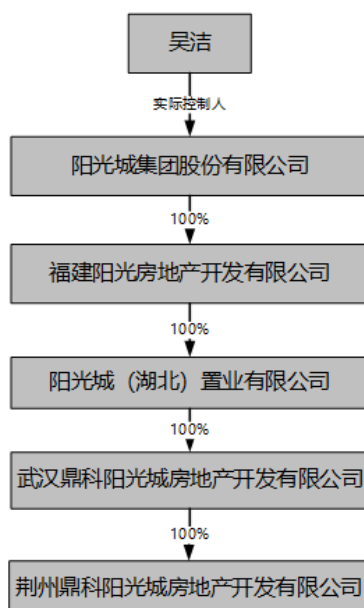 吴洁
实际控制人
阳光城集团股份有限公司
100%
福建阳光房地产开发有限公司
100%
阳光城（湖北）置业有限公司
100%
武汉鼎科阳光城房地产开发有限公司
100%
荆州鼎科阳光城房地产开发有限公司